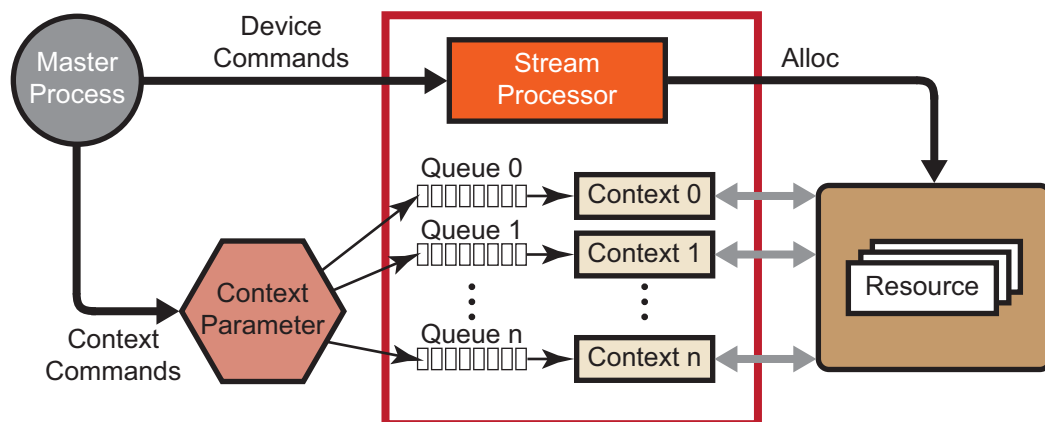 Master
Process
Device
Commands
Stream
Processor
Alloc
Queue 0
Context 0
Queue 1
Context 1
Context
Parameter
Resource
Queue n
Context n
Context
Commands